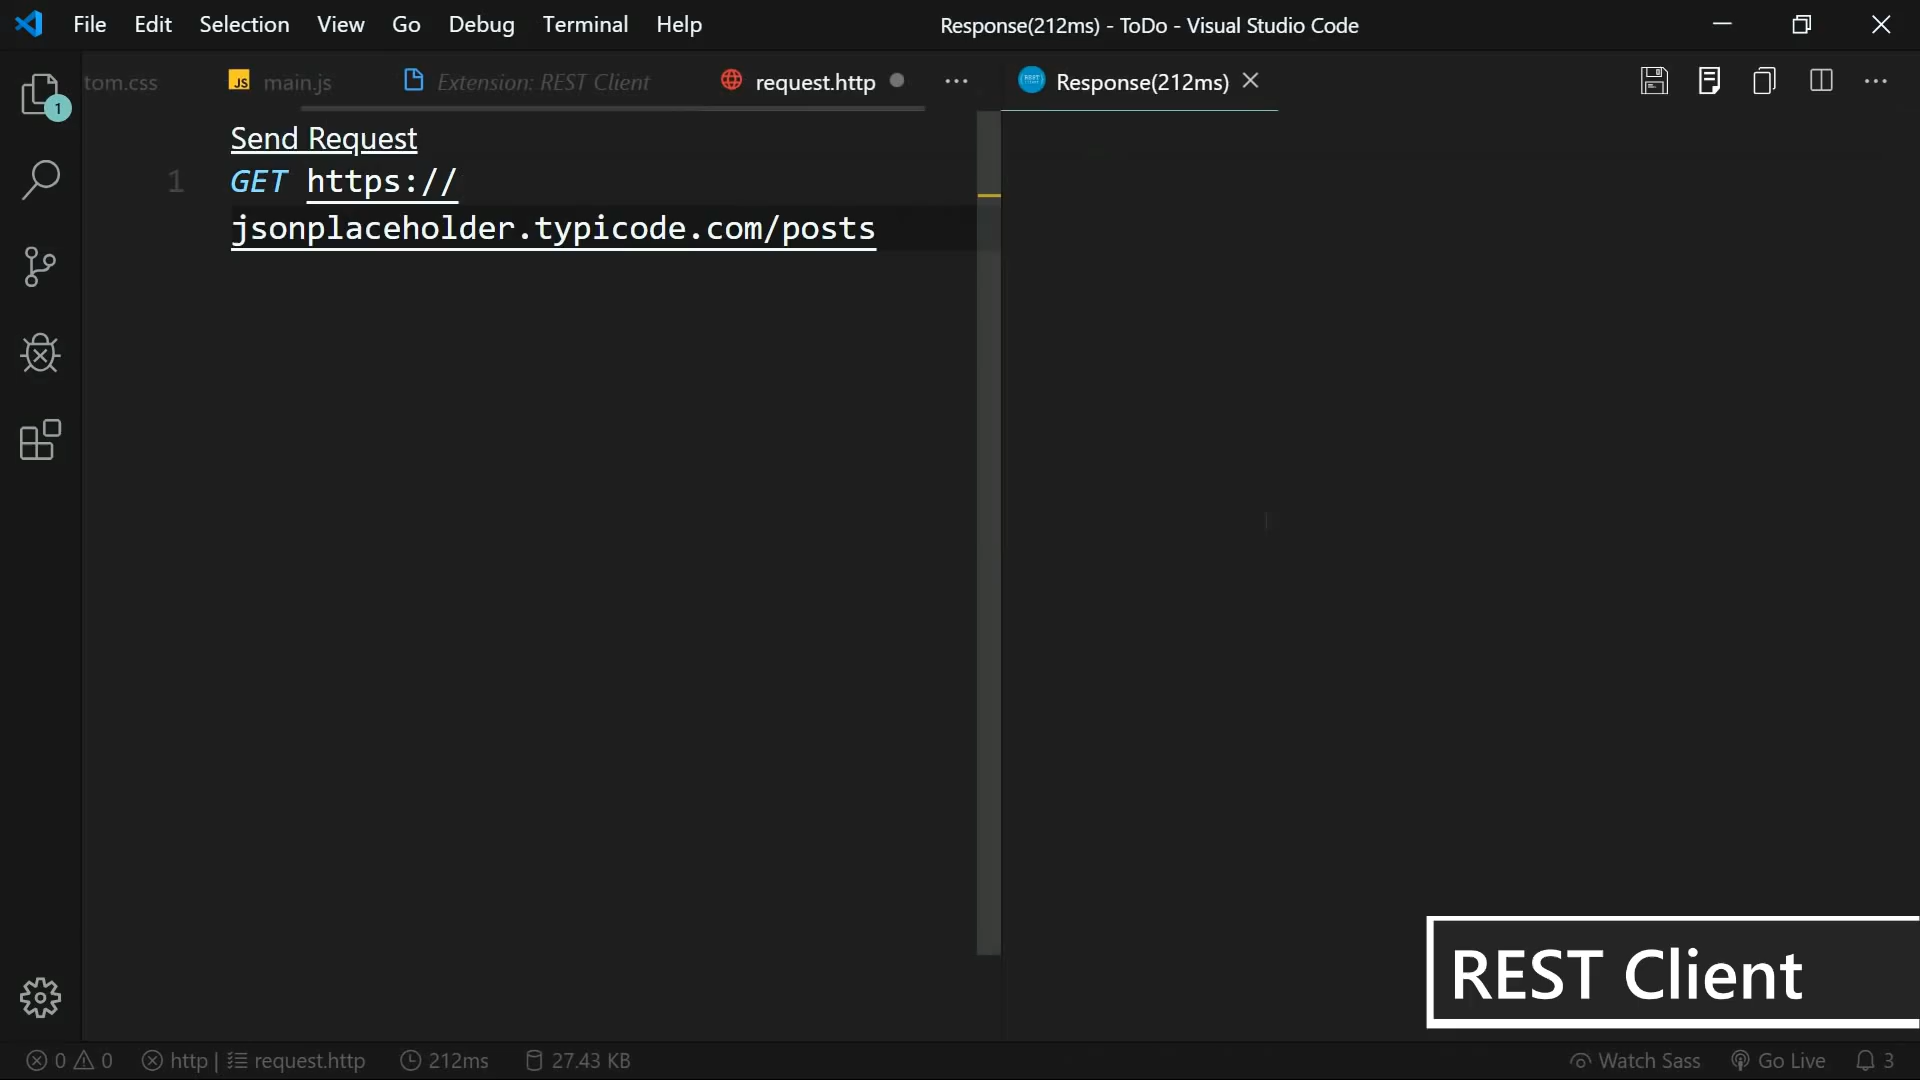 File Edit Selection View Go Debug Terminal Help Response(212ms) - ToDo - Visual Studio Code
tom.css JS main.js Extension: REST Client request.http ... Response(212ms) ...
1
Send Request
1 GET https://
jsonplaceholder.typicode.com/posts
REST Client
0 0 http | request.http 212ms 27.43 KB Watch Sass Go Live 3